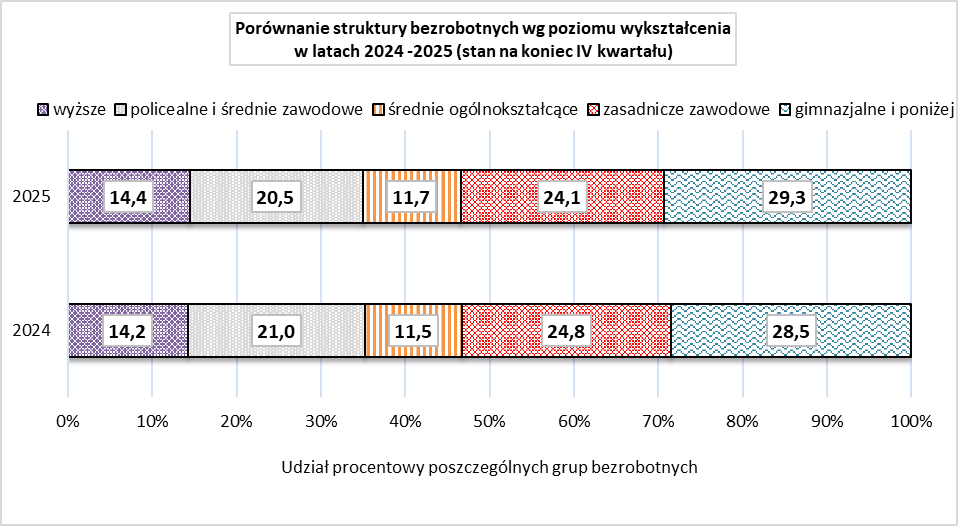 Porównanie struktury bezrobotnych wg poziomu wykształcenia
w latach 2024 -2025 (stan na koniec IV kwartału)
wyższe policealne i średnie zawodowe średnie ogólnokształcące zasadnicze zawodowe gimnazjalne i poniżej
2025 14,4 20,5 11,7 24,1 29,3
2024 14,2 21,0 11,5 24,8 28,5
0% 10% 20% 30% 40% 50% 60% 70% 80% 90% 100%
Udział procentowy poszczególnych grup bezrobotnych